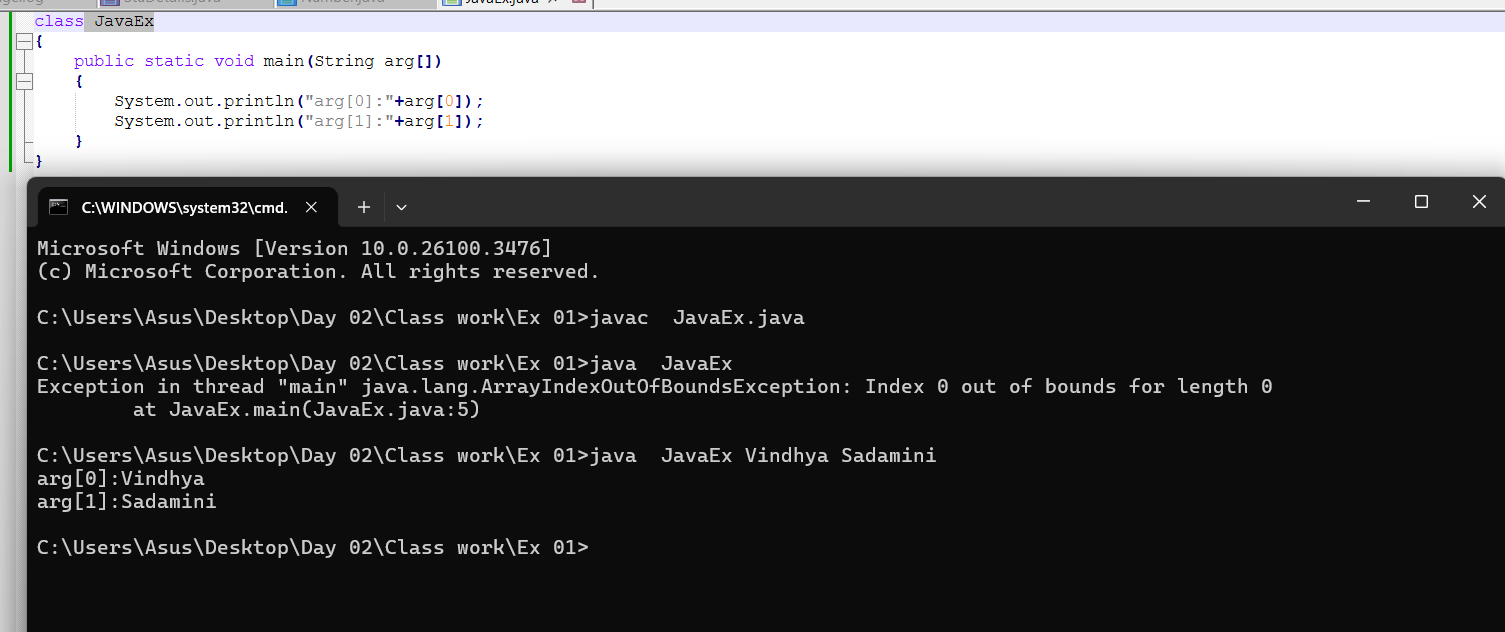 JavaEx.java
class JavaEx
{
    public static void main(String arg[])
    {
        System.out.println("arg[0]:"+arg[0]);
        System.out.println("arg[1]:"+arg[1]);
    }
}
C:\WINDOWS\system32\cmd.
Microsoft Windows [Version 10.0.26100.3476]
(c) Microsoft Corporation. All rights reserved.
C:\Users\Asus\Desktop\Day 02\Class work\Ex 01>javac  JavaEx.java
C:\Users\Asus\Desktop\Day 02\Class work\Ex 01>java  JavaEx
Exception in thread "main" java.lang.ArrayIndexOutOfBoundsException: Index 0 out of bounds for length 0
        at JavaEx.main(JavaEx.java:5)
C:\Users\Asus\Desktop\Day 02\Class work\Ex 01>java  JavaEx Vindhya Sadamini
arg[0]:Vindhya
arg[1]:Sadamini
C:\Users\Asus\Desktop\Day 02\Class work\Ex 01>